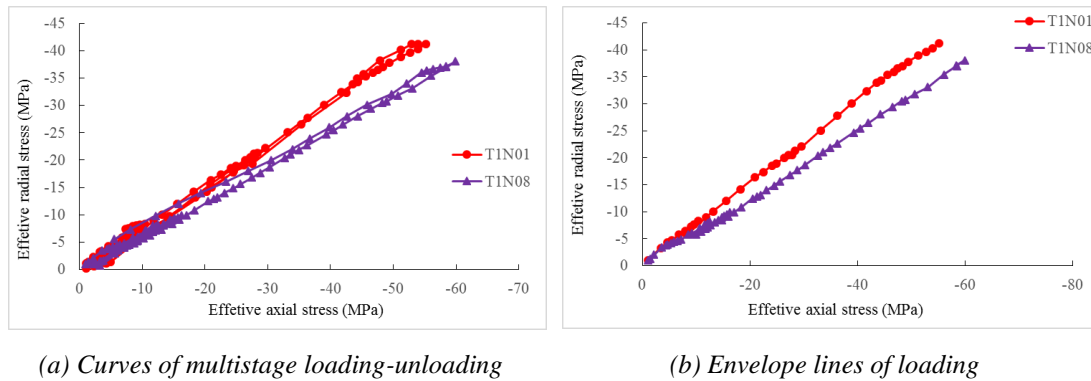 -45
-40
-35
-30
-25
-20
-15
-10
-5
0
Effetive radial stress (MPa)
0 -10 -20 -30 -40 -50 -60 -70
Effetive axial stress (MPa)
T1N01
T1N08
(a) Curves of multistage loading-unloading
-45
-40
-35
-30
-25
-20
-15
-10
-5
0
Effetive radial stress (MPa)
0 -20 -40 -60 -80
Effetive axial stress (MPa)
T1N01
T1N08
(b) Envelope lines of loading